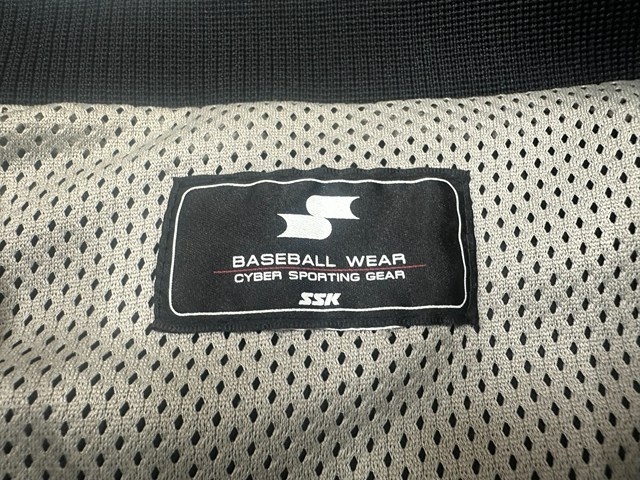 BASEBALL WEAR
CYBER SPORTING GEAR
SSK